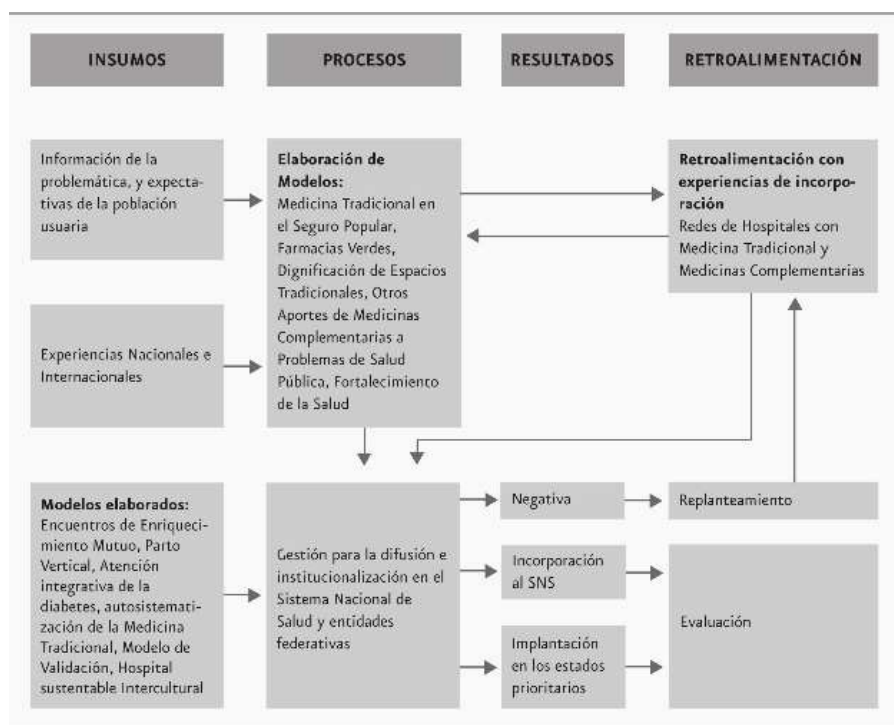 INSUMOS
PROCESOS
RESULTADOS
RETROALIMENTACIÓN
Información de la
problemática, y expecta-
tivas de la población
usuaria
Elaboración de
Modelos:
Medicina Tradicional en
el Seguro Popular,
Farmacias Verdes,
Dignificación de Espacios
Tradicionales, Otros
Aportes de Medicinas
Complementarias a
Problemas de Salud
Pública, Fortalecimiento
de la Salud
Retroalimentación con
experiencias de incorpo-
ración
Redes de Hospitales con
Medicina Tradicional y
Medicinas Complementarias
Experiencias Nacionales e
Internacionales
Modelos elaborados:
Encuentros de Enriqueci-
miento Mutuo, Parto
Vertical, Atención
integrativa de la
diabetes, autosistemati-
zación de la Medicina
Tradicional, Modelo de
Validación, Hospital
sustentable Intercultural
Gestión para la difusión e
institucionalización en el
Sistema Nacional de
Salud y entidades
federativas
Negativa
Replanteamiento
Incorporación
al SNS
Implantación
en los estados
prioritarios
Evaluación